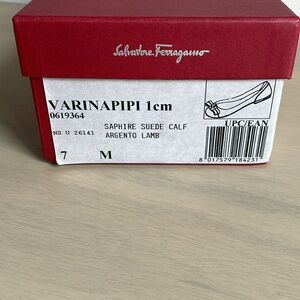 Salvatore Ferragamo
VARINAPIPI 1cm
0619364
UPC/EAN
SAPHIRE SUEDE CALF
NS U 26141 ARGENTO LAMB
7 M
8 017579 184231